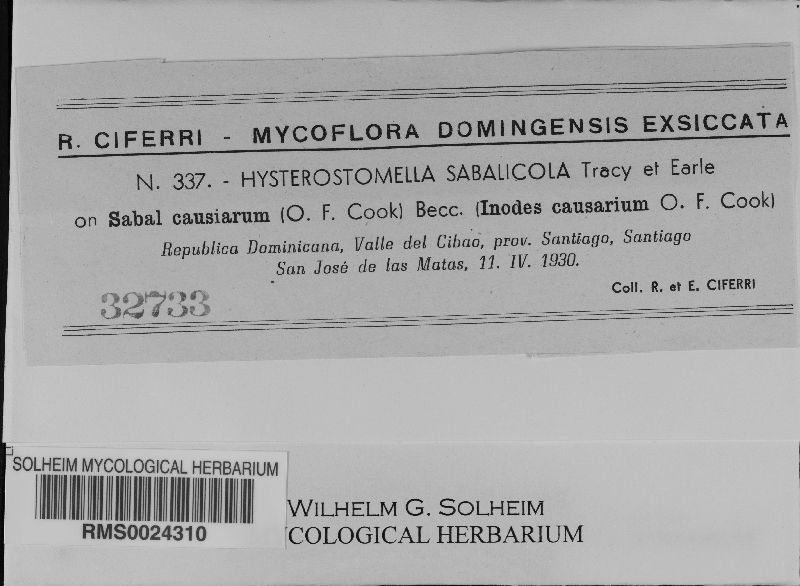 R. CIFERRI - MYCOFLORA DOMINGENSIS EXSICCATA
N. 337. - HYSTEROSTOMELLA SABALICOLA Tracy et Earle
on Sabal causiarum (O. F. Cook) Becc. (Inodes causarium O. F. Cook)
Republica Dominicana, Valle del Cibao, prov. Santiago, Santiago
San José de las Matas, 11. IV. 1930.
Coll. R. et E. CIFERRI
32733
SOLHEIM MYCOLOGICAL HERBARIUM
RMS0024310
WILHELM G. SOLHEIM
COLOGICAL HERBARIUM